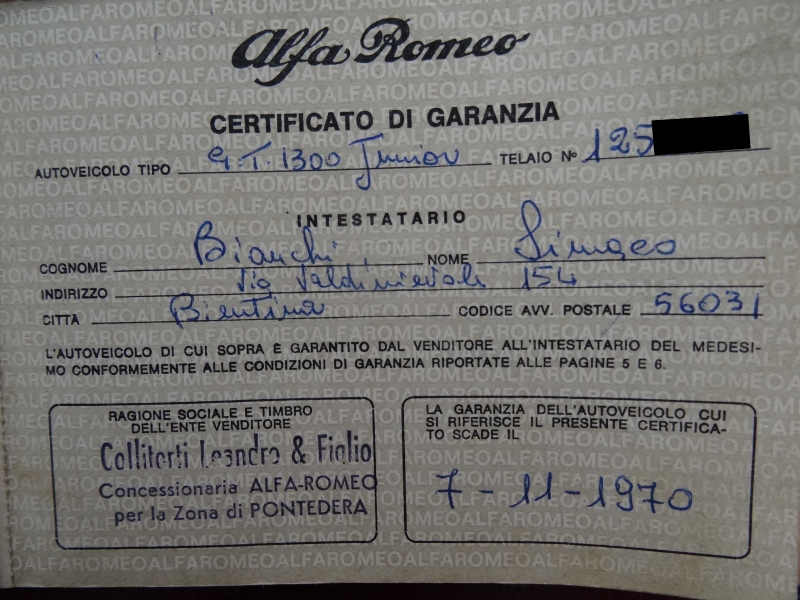 Alfa Romeo
CERTIFICATO DI GARANZIA
AUTOVEICOLO TIPO G.T. 1300 Junior TELAIO N° 125
INTESTATARIO
COGNOME Bianchi, NOME Simaco
INDIRIZZO Via Valdinievole 154
CITTÀ Bientina CODICE AVV. POSTALE 56031
L'AUTOVEICOLO DI CUI SOPRA È GARANTITO DAL VENDITORE ALL'INTESTATARIO DEL MEDESI-
MO CONFORMEMENTE ALLE CONDIZIONI DI GARANZIA RIPORTATE ALLE PAGINE 5 E 6.
RAGIONE SOCIALE E TIMBRO
DELL'ENTE VENDITORE
Colliterti Leandro & Figlio
Concessionaria ALFA-ROMEO
per la Zona di PONTEDERA
LA GARANZIA DELL'AUTOVEICOLO CUI
SI RIFERISCE IL PRESENTE CERTIFICA-
TO SCADE IL
7-11-1970